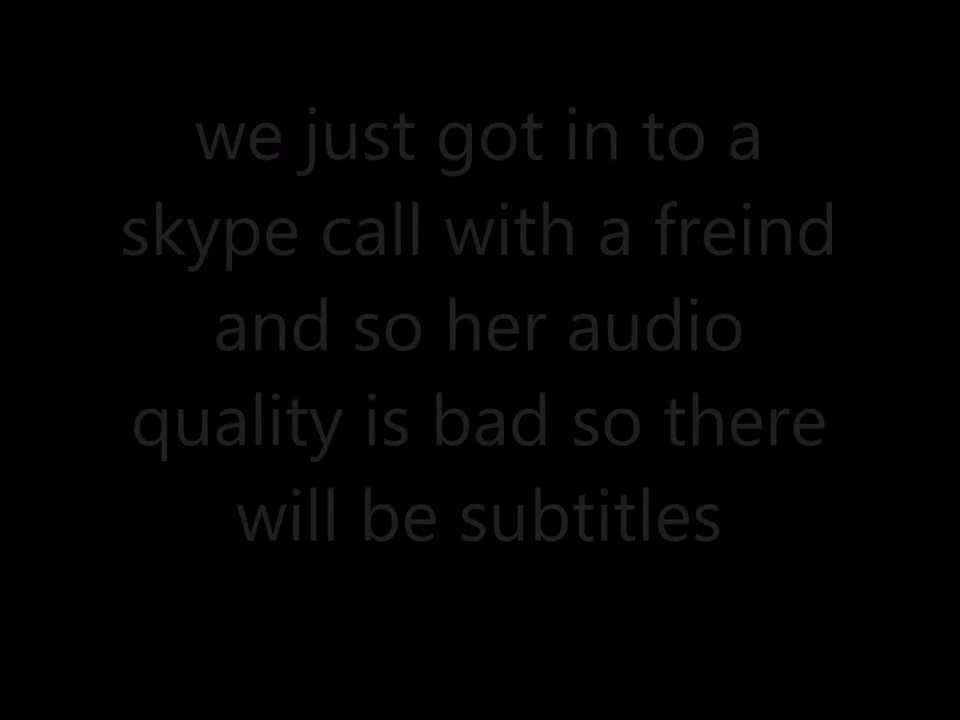 we just got in to a
skype call with a freind
and so her audio
quality is bad so there
will be subtitles